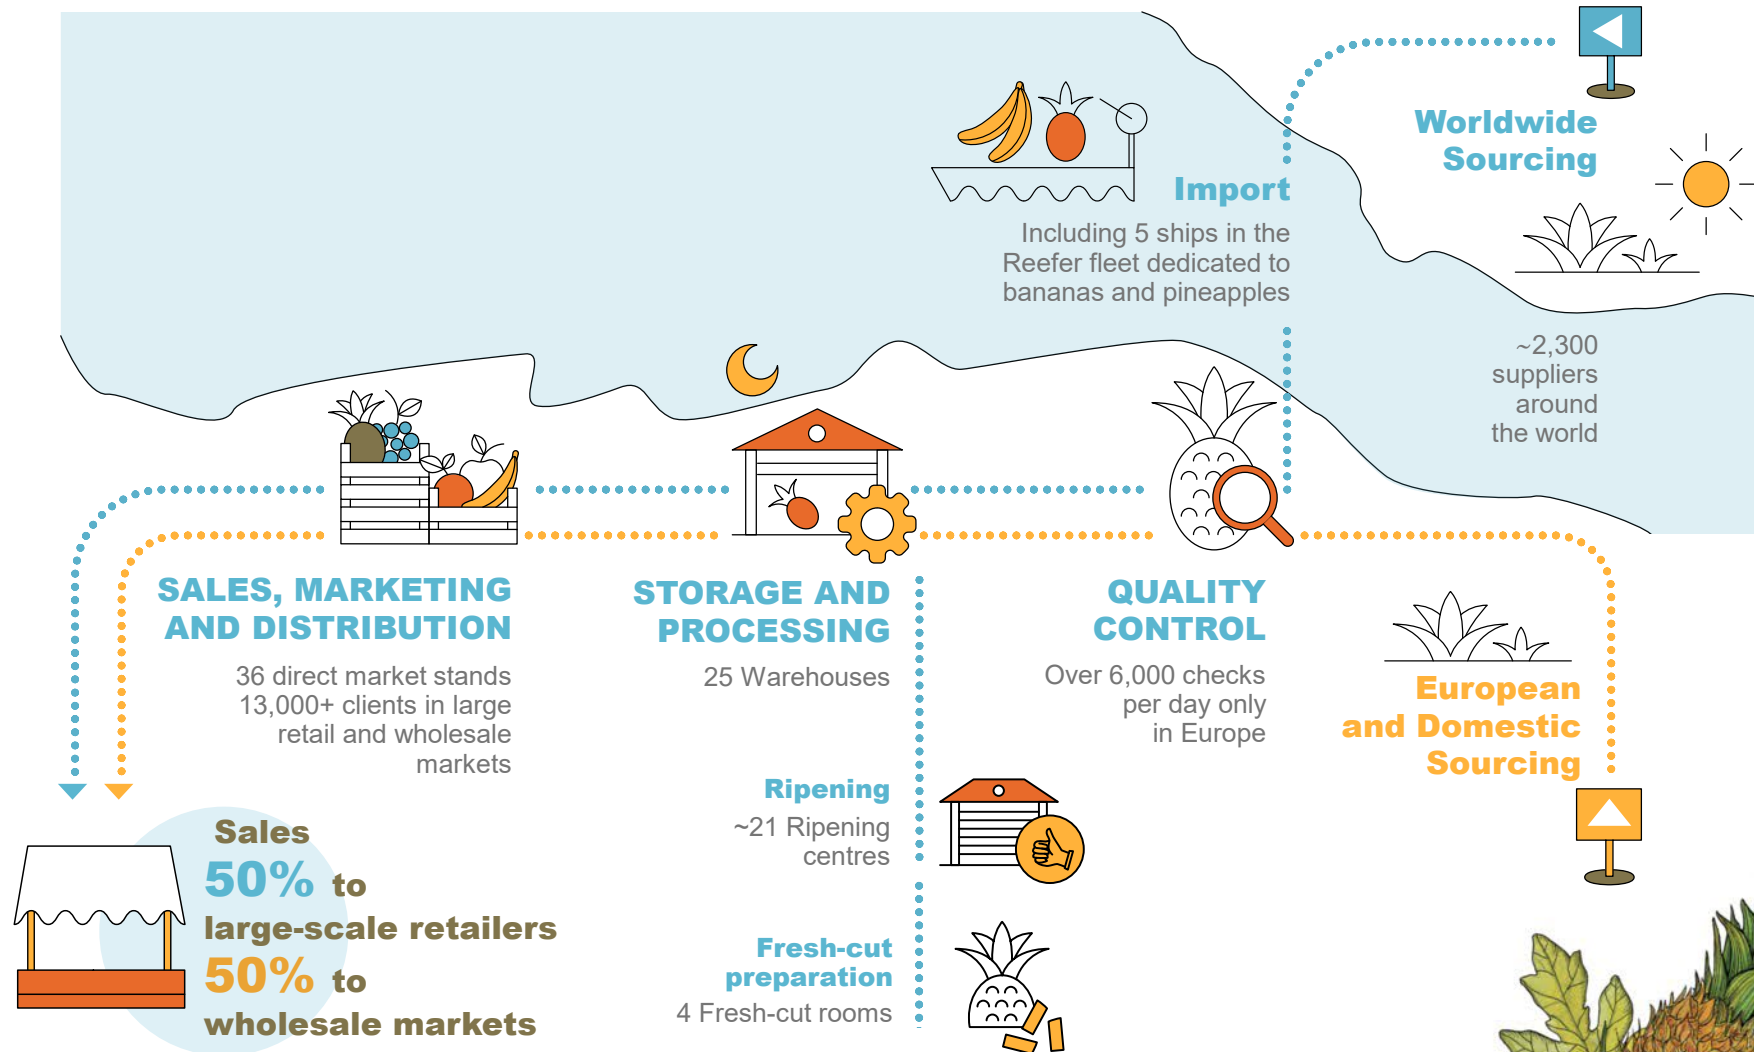 Worldwide
Sourcing
~2,300
suppliers
around
the world
Import
Including 5 ships in the
Reefer fleet dedicated to
bananas and pineapples
SALES, MARKETING
AND DISTRIBUTION
36 direct market stands
13,000+ clients in large
retail and wholesale
markets
STORAGE AND
PROCESSING
25 Warehouses
Ripening
~21 Ripening
centres
Fresh-cut
preparation
4 Fresh-cut rooms
QUALITY
CONTROL
Over 6,000 checks
per day only
in Europe
European
and Domestic
Sourcing
Sales
50% to
large-scale retailers
50% to
wholesale markets